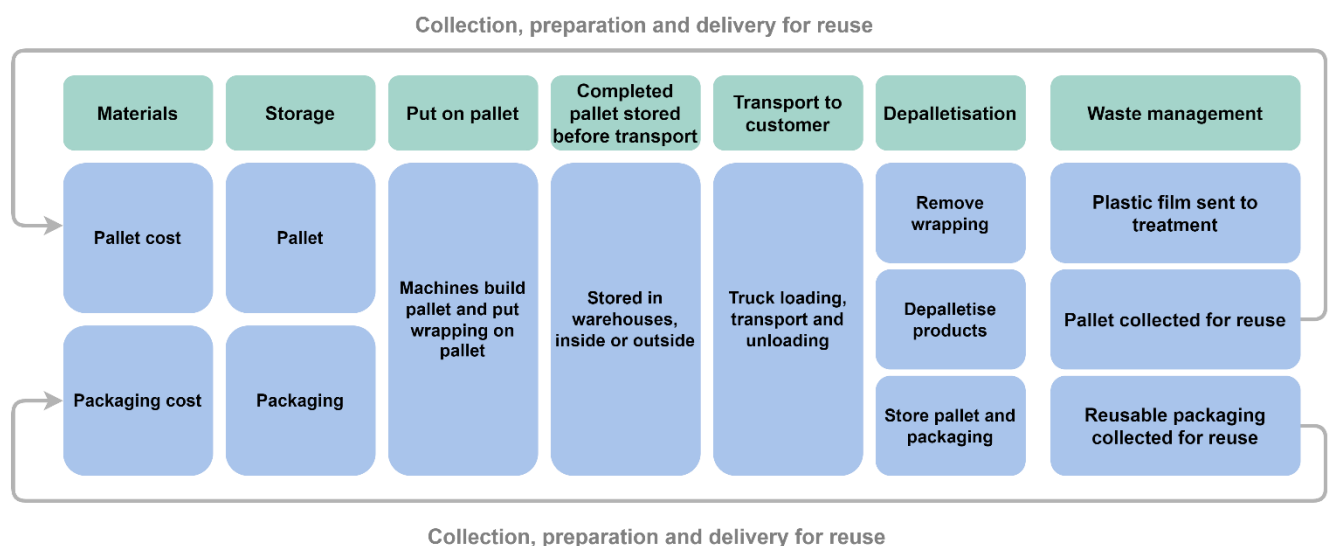 Collection, preparation and delivery for reuse
Materials
Storage
Put on pallet
Completed
pallet stored
before transport
Transport to
customer
Depalletisation
Waste management
Pallet cost
Pallet
Packaging cost
Packaging
Machines build
pallet and put
wrapping on
pallet
Stored in
warehouses,
inside or outside
Truck loading,
transport and
unloading
Remove
wrapping
Depalletise
products
Store pallet and
packaging
Plastic film sent to
treatment
Pallet collected for reuse
Reusable packaging
collected for reuse
Collection, preparation and delivery for reuse